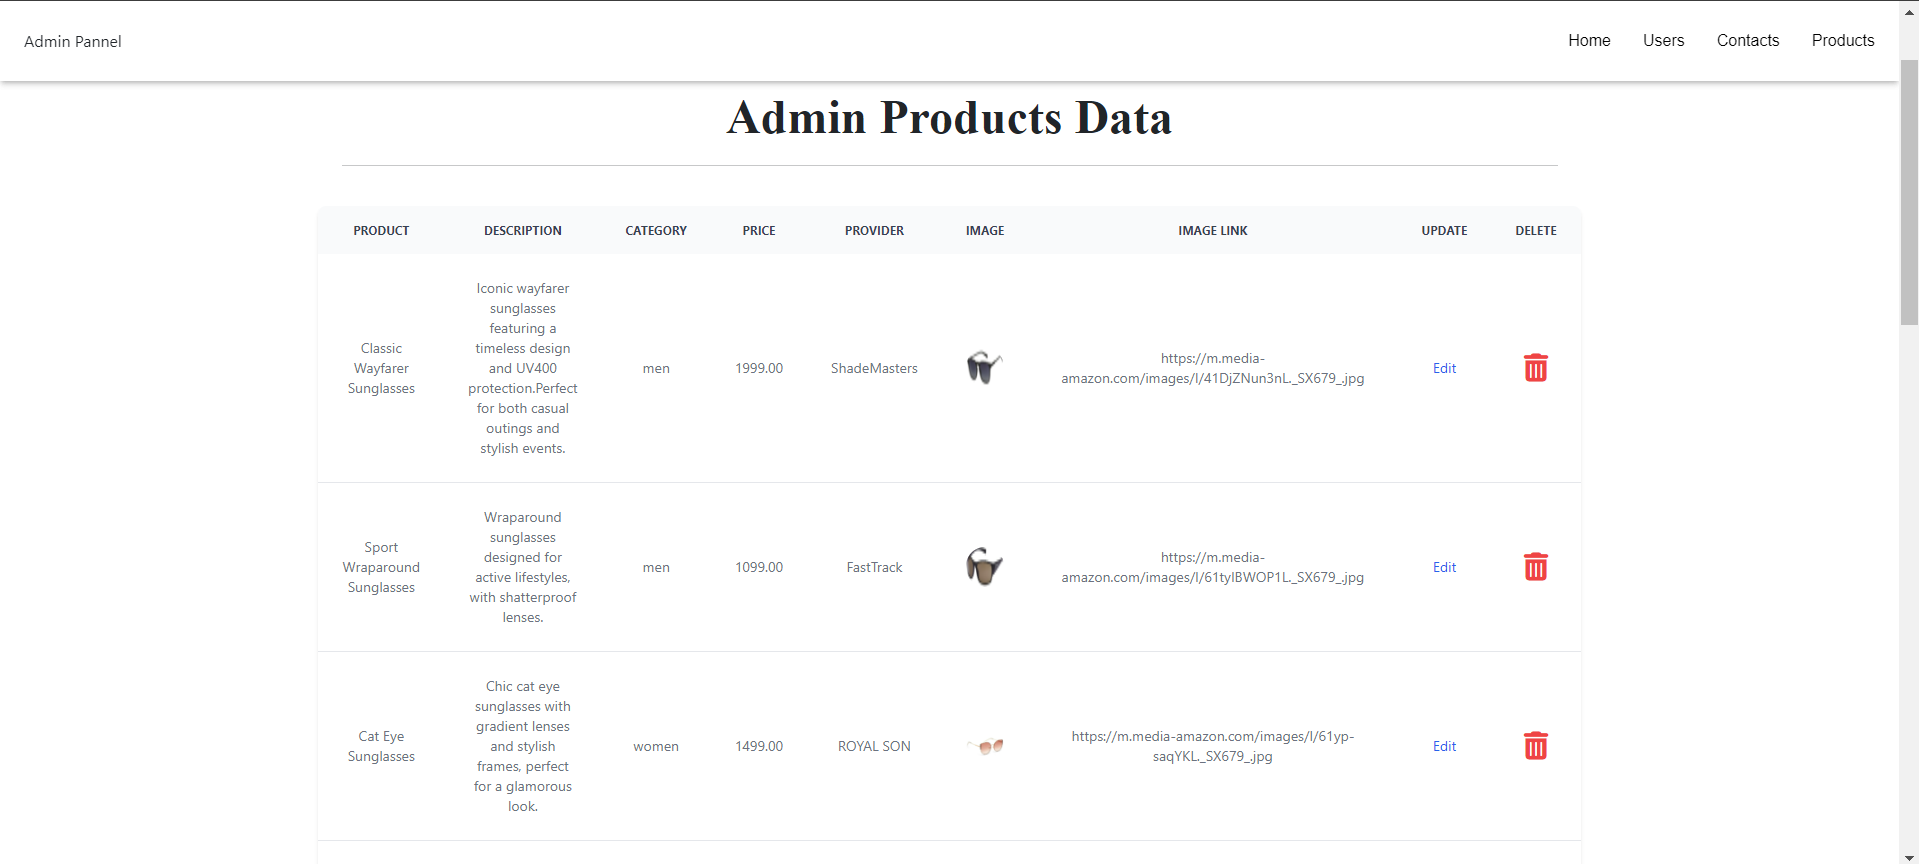 Admin Pannel
Home Users Contacts Products
Admin Products Data
PRODUCT DESCRIPTION CATEGORY PRICE PROVIDER IMAGE IMAGE LINK UPDATE DELETE
Classic
Wayfarer
Sunglasses
Iconic wayfarer
sunglasses
featuring a
timeless design
and UV400
protection.Perfect
for both casual
outings and
stylish events.
men
1999.00
ShadeMasters
https://m.media-
amazon.com/images/I/41DjZNun3nL._SX679_.jpg
Edit
Sport
Wraparound
Sunglasses
Wraparound
sunglasses
designed for
active lifestyles,
with shatterproof
lenses.
men
1099.00
FastTrack
https://m.media-
amazon.com/images/I/61tylBWOP1L._SX679_.jpg
Edit
Cat Eye
Sunglasses
Chic cat eye
sunglasses with
gradient lenses
and stylish
frames, perfect
for a glamorous
look.
women
1499.00
ROYAL SON
https://m.media-amazon.com/images/I/61yp-
saqYKL._SX679_.jpg
Edit